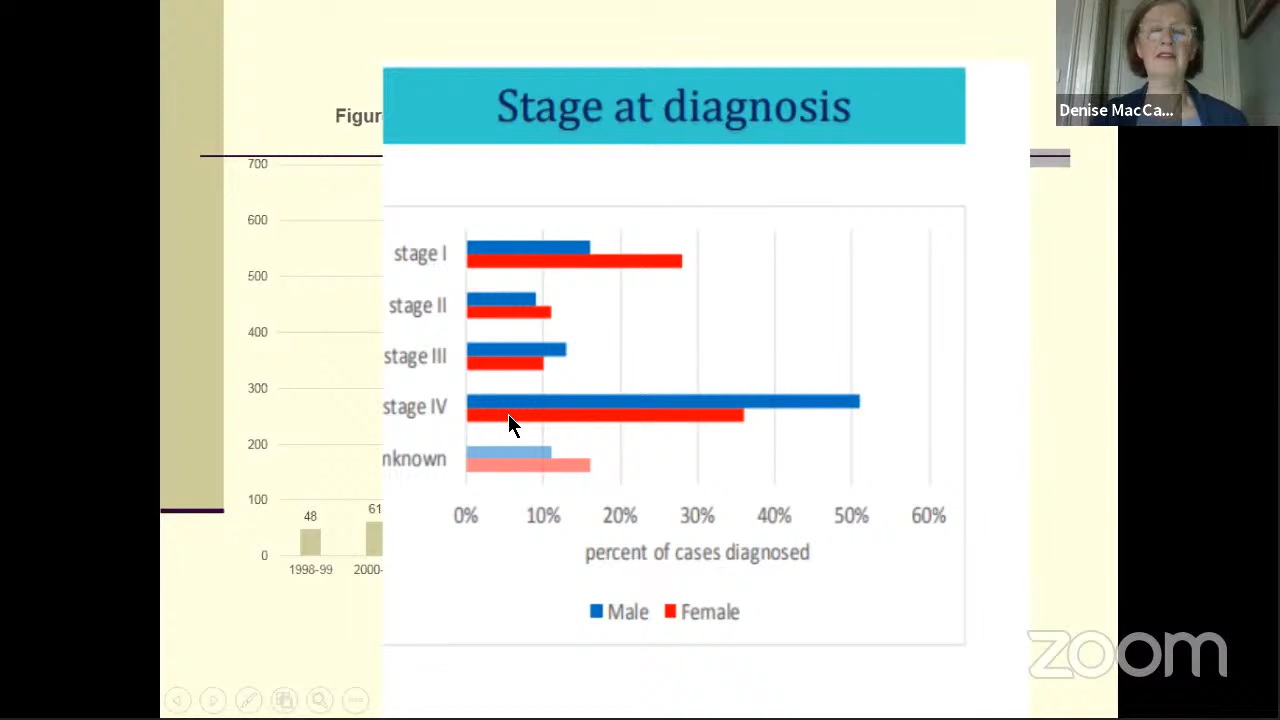 Stage at diagnosis
Denise MacCa...
Figur
700
600
500
400
300
200
100
0
48
61
1998-99
2000-
stage I
stage II
stage III
stage IV
nknown
0% 10% 20% 30% 40% 50% 60%
percent of cases diagnosed
Male Female
zoom